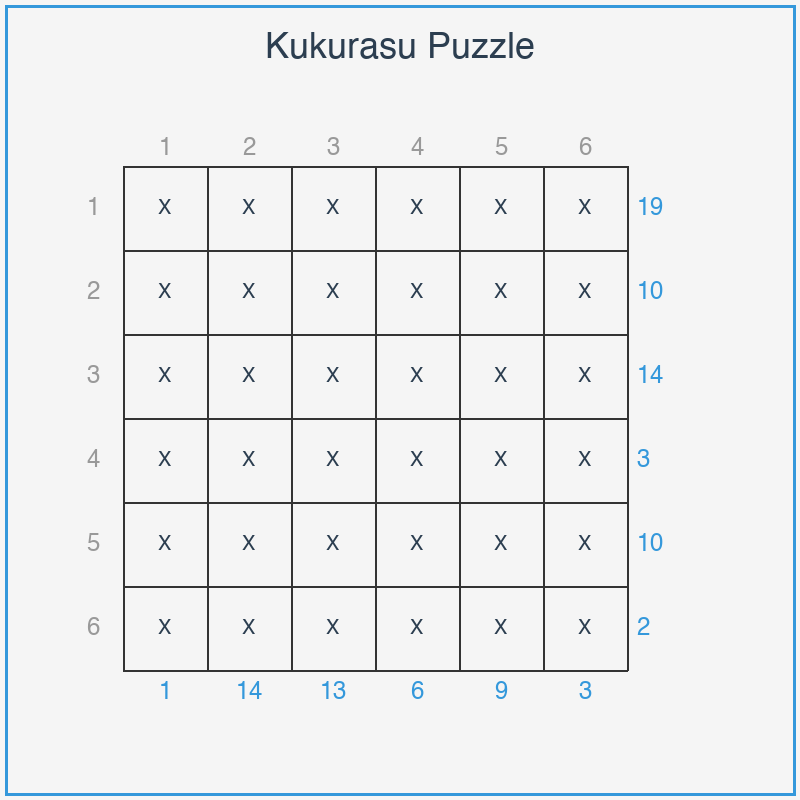 Kukurasu Puzzle
1 2 3 4 5 6
1 X X X X X X 19
2 X X X X X X 10
3 X X X X X X 14
4 X X X X X X 3
5 X X X X X X 10
6 X X X X X X 2
1 14 13 6 9 3